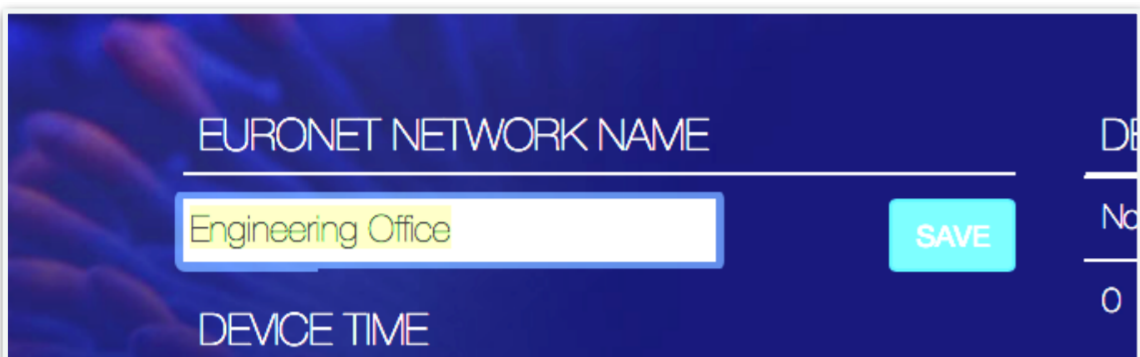 EURONET NETWORK NAME
Engineering Office
SAVE
DEVICE TIME
0